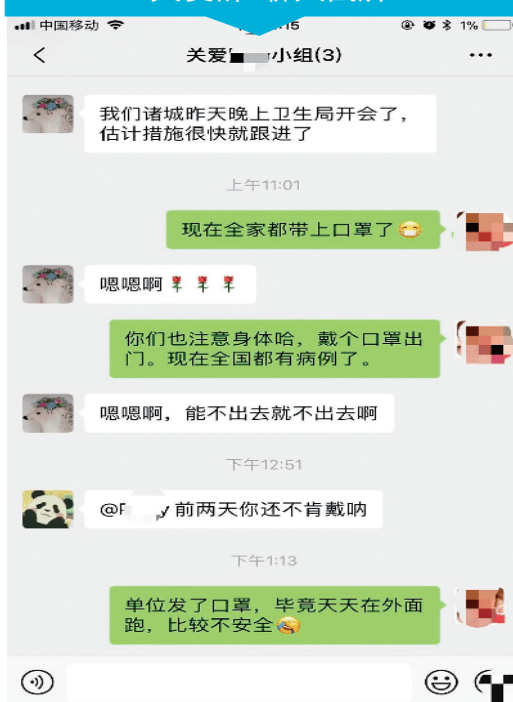 中国移动
15
1%
关爱
小组(3)
我们诸城昨天晚上卫生局开会了，
估计措施很快就跟进了
上午11:01
现在全家都带上口罩了😷
嗯嗯啊🌹🌹🌹
你们也注意身体哈，戴个口罩出
门。现在全国都有病例了。
嗯嗯啊，能不出去就不出去啊
下午12:51
@F
y 前两天你还不肯戴呐
下午1:13
单位发了口罩，毕竟天天在外面
跑，比较不安全🤣